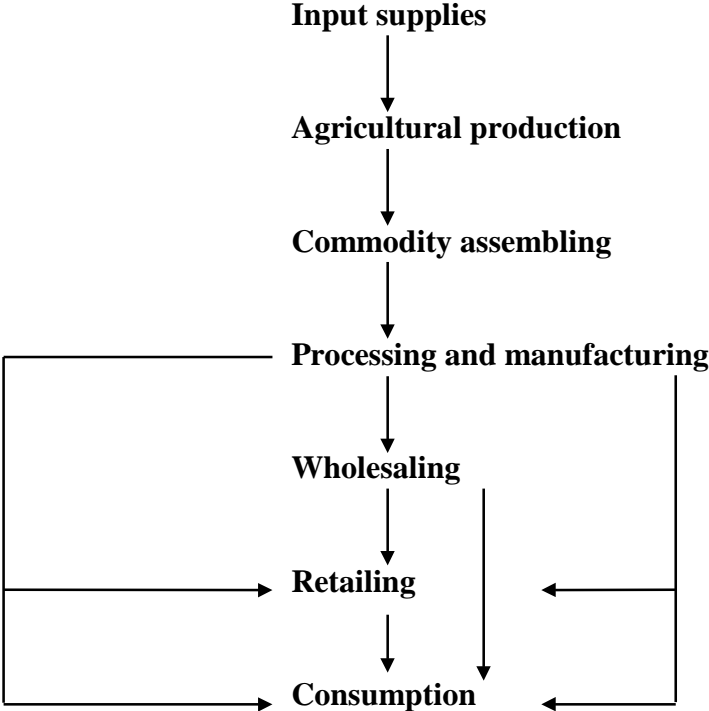 Input supplies
Agricultural production
Commodity assembling
Processing and manufacturing
Wholesaling
Retailing
Consumption